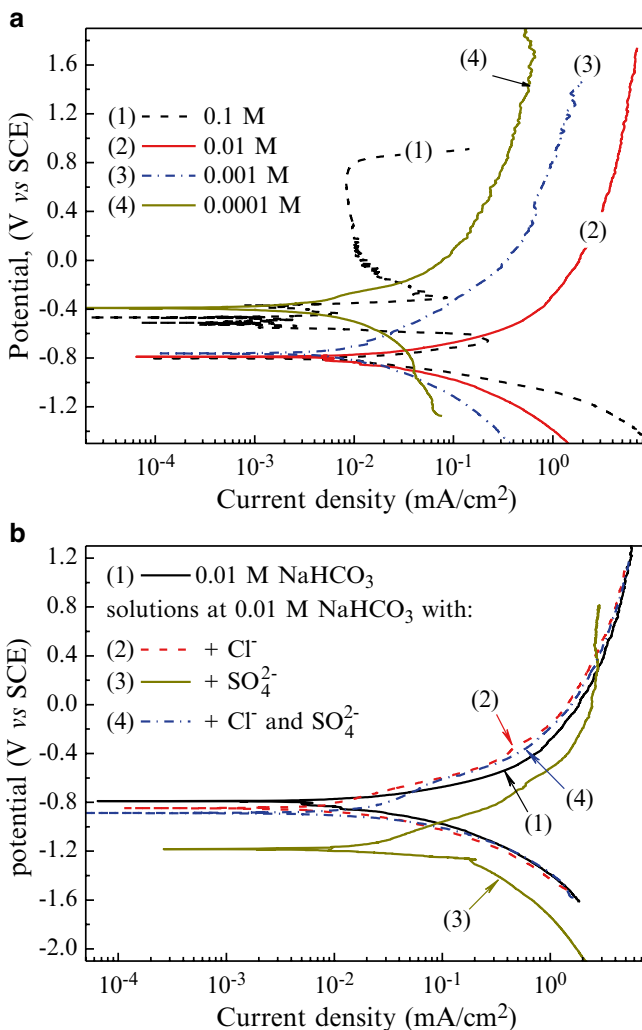 a
Potential, (V vs SCE)
1.6
1.2
0.8
0.4
0.0
-0.4
-0.8
-1.2
(1) 0.1 M
(2) 0.01 M
(3) 0.001 M
(4) 0.0001 M
(4)
(3)
(1)
(2)
10⁻⁴ 10⁻³ 10⁻² 10⁻¹ 10⁰
Current density (mA/cm²)
b
potential (V vs SCE)
1.2
0.8
0.4
0.0
-0.4
-0.8
-1.2
-1.6
-2.0
(1) 0.01 M NaHCO₃
solutions at 0.01 M NaHCO₃ with:
(2) + Cl⁻
(3) + SO₄²⁻
(4) + Cl⁻ and SO₄²⁻
(2)
(1)
(4)
(3)
10⁻⁴ 10⁻³ 10⁻² 10⁻¹ 10⁰
Current density (mA/cm²)